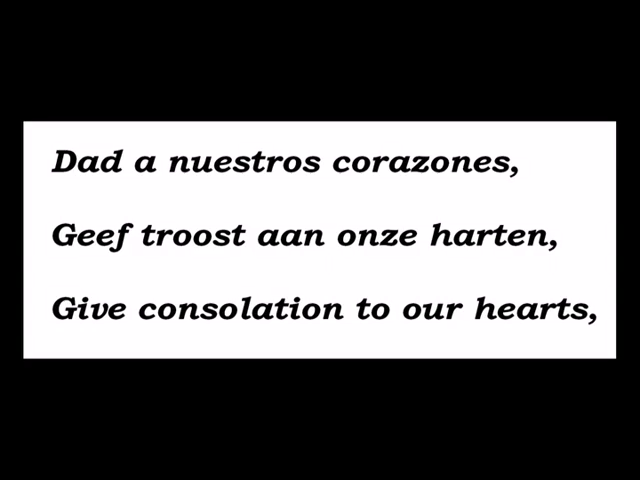 Dad a nuestros corazones,
Geef troost aan onze harten,
Give consolation to our hearts,